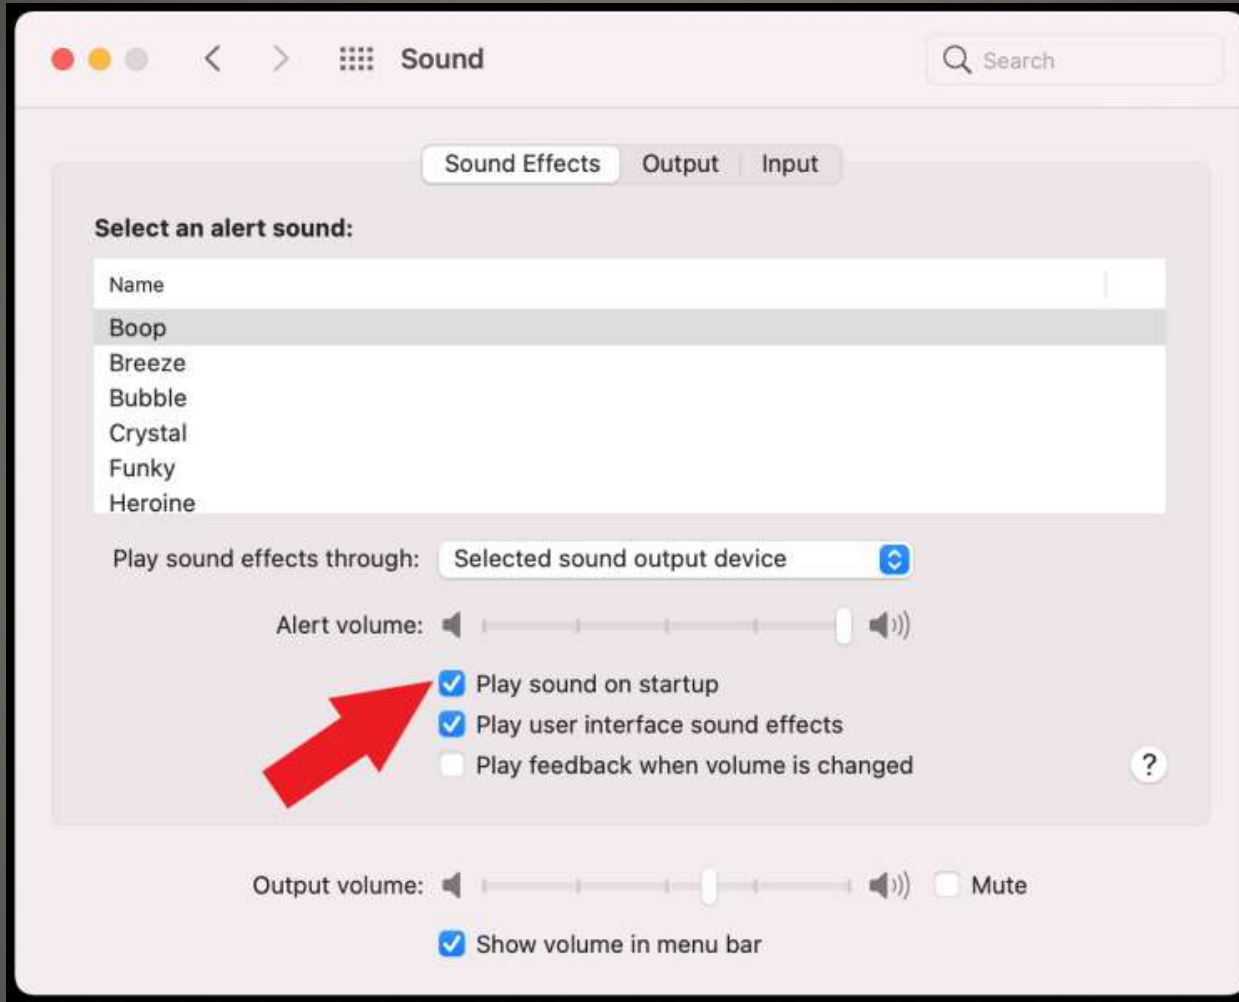 Sound
Search
Sound Effects
Output
Input
Select an alert sound:
Name
Boop
Breeze
Bubble
Crystal
Funky
Heroine
Play sound effects through: Selected sound output device
Alert volume:
Play sound on startup
Play user interface sound effects
Play feedback when volume is changed
?
Output volume:
Mute
Show volume in menu bar